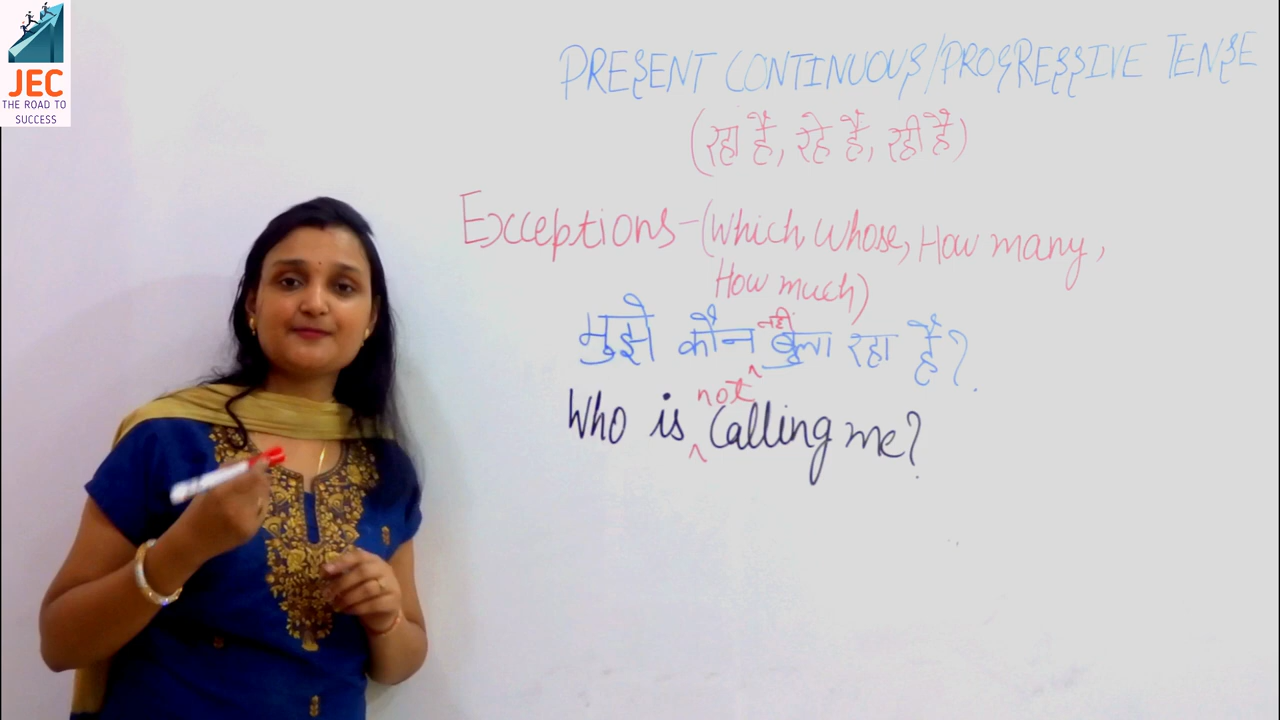 JEC
THE ROAD TO
SUCCESS
PRESENT CONTINUOUS/PROGRESSIVE TENSE
(रहा है, रहे हैं, रही है)
Exceptions-(Which, Whose, How many,
How much)
मुझे कौन नहीं बुला रहा है?
Who is not Calling me?